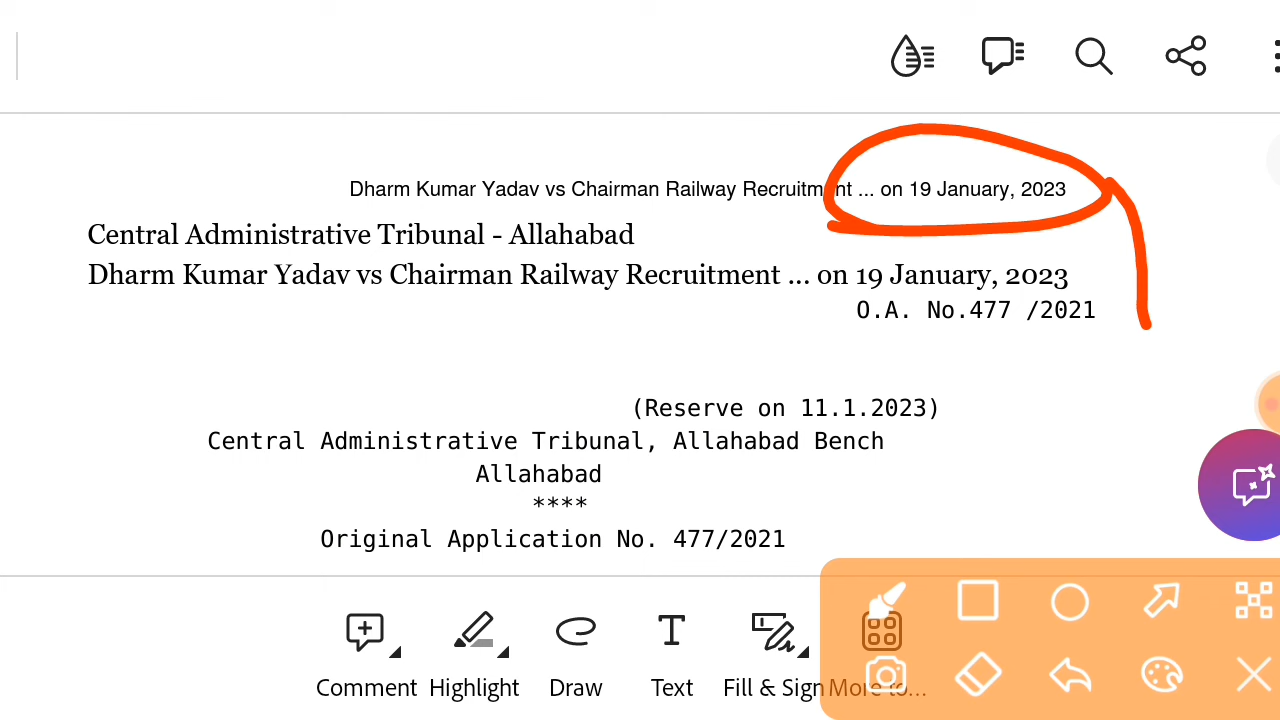 Dharm Kumar Yadav vs Chairman Railway Recruitment ... on 19 January, 2023
Central Administrative Tribunal - Allahabad
Dharm Kumar Yadav vs Chairman Railway Recruitment ... on 19 January, 2023
O.A. No.477 /2021
(Reserve on 11.1.2023)
Central Administrative Tribunal, Allahabad Bench
Allahabad
****
Original Application No. 477/2021
Comment Highlight Draw Text Fill & Sign More to...